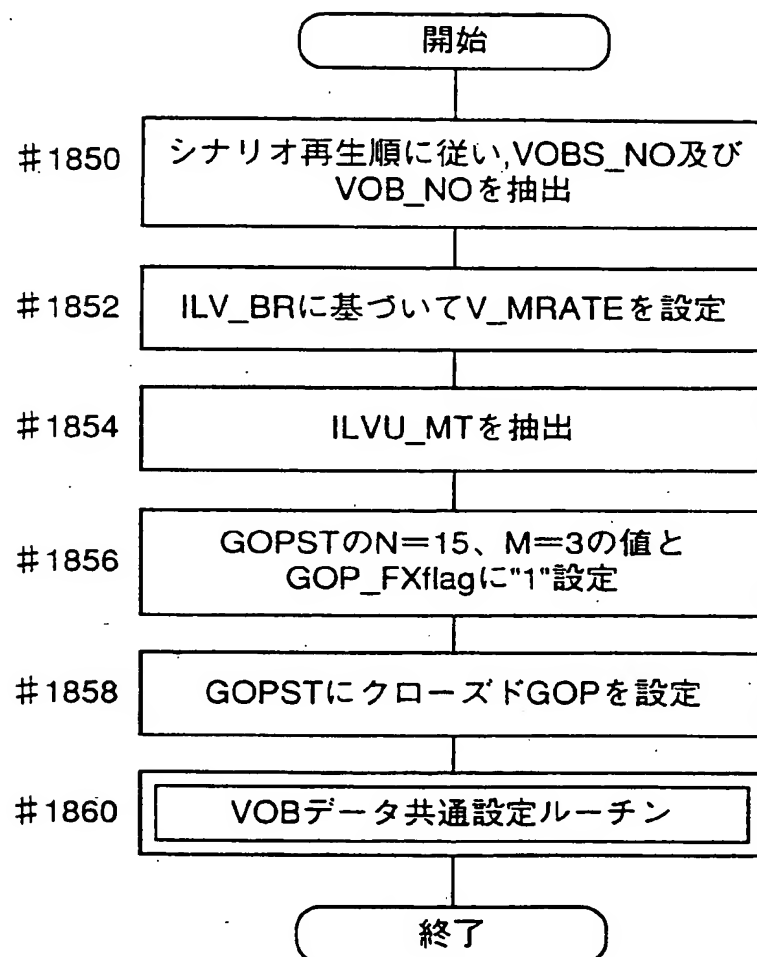 開始
#1850
シナリオ再生順に従い,VOBS_NO及び
VOB_NOを抽出
#1852
ILV_BRに基づいてV_MRATEを設定
#1854
ILVU_MTを抽出
#1856
GOPSTのN=15、M=3の値と
GOP_FXflagに"1"設定
#1858
GOPSTにクローズドGOPを設定
#1860
VOBデータ共通設定ルーチン
終了